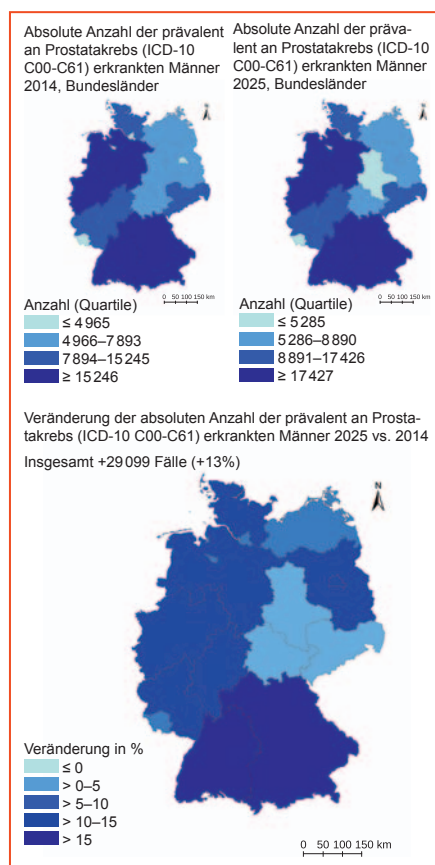 Absolute Anzahl der prävalent
an Prostatakrebs (ICD-10
C00-C61) erkrankten Männer
2014, Bundesländer
Absolute Anzahl der präva-
lent an Prostatakrebs (ICD-10
C00-C61) erkrankten Männer
2025, Bundesländer
N
N
0 50 100 150 km
0 50 100 150 km
Anzahl (Quartile)
≤ 4 965
4 966–7 893
7 894–15 245
≥ 15 246
Anzahl (Quartile)
≤ 5 285
5 286–8 890
8 891–17 426
≥ 17 427
Veränderung der absoluten Anzahl der prävalent an Prosta-
takrebs (ICD-10 C00-C61) erkrankten Männer 2025 vs. 2014
Insgesamt +29 099 Fälle (+13%)
N
Veränderung in %
≤ 0
> 0–5
> 5–10
> 10–15
> 15
0 50 100 150 km